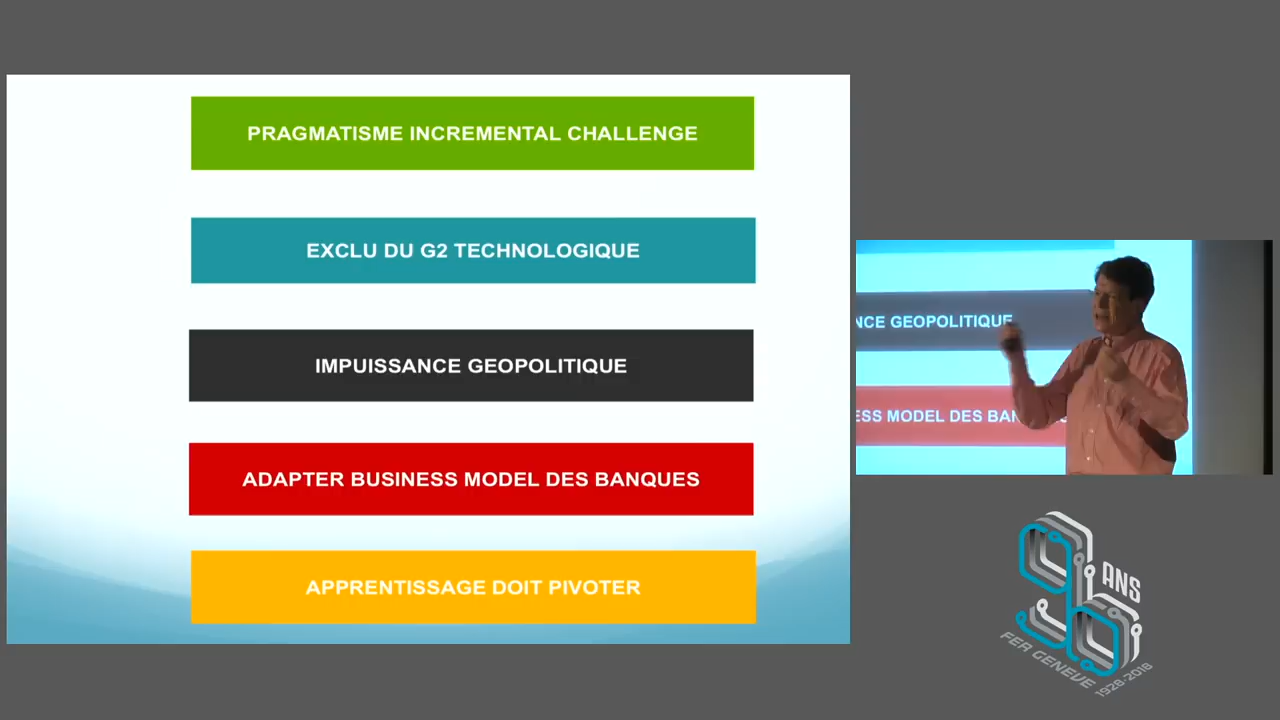 PRAGMATISME INCREMENTAL CHALLENGE
EXCLU DU G2 TECHNOLOGIQUE
IMPUISSANCE GEOPOLITIQUE
ADAPTER BUSINESS MODEL DES BANQUES
APPRENTISSAGE DOIT PIVOTER
NCE GEOPOLITIQUE
ESS MODEL DES BAN
90 ANS
FER GENEVE
1928-2018